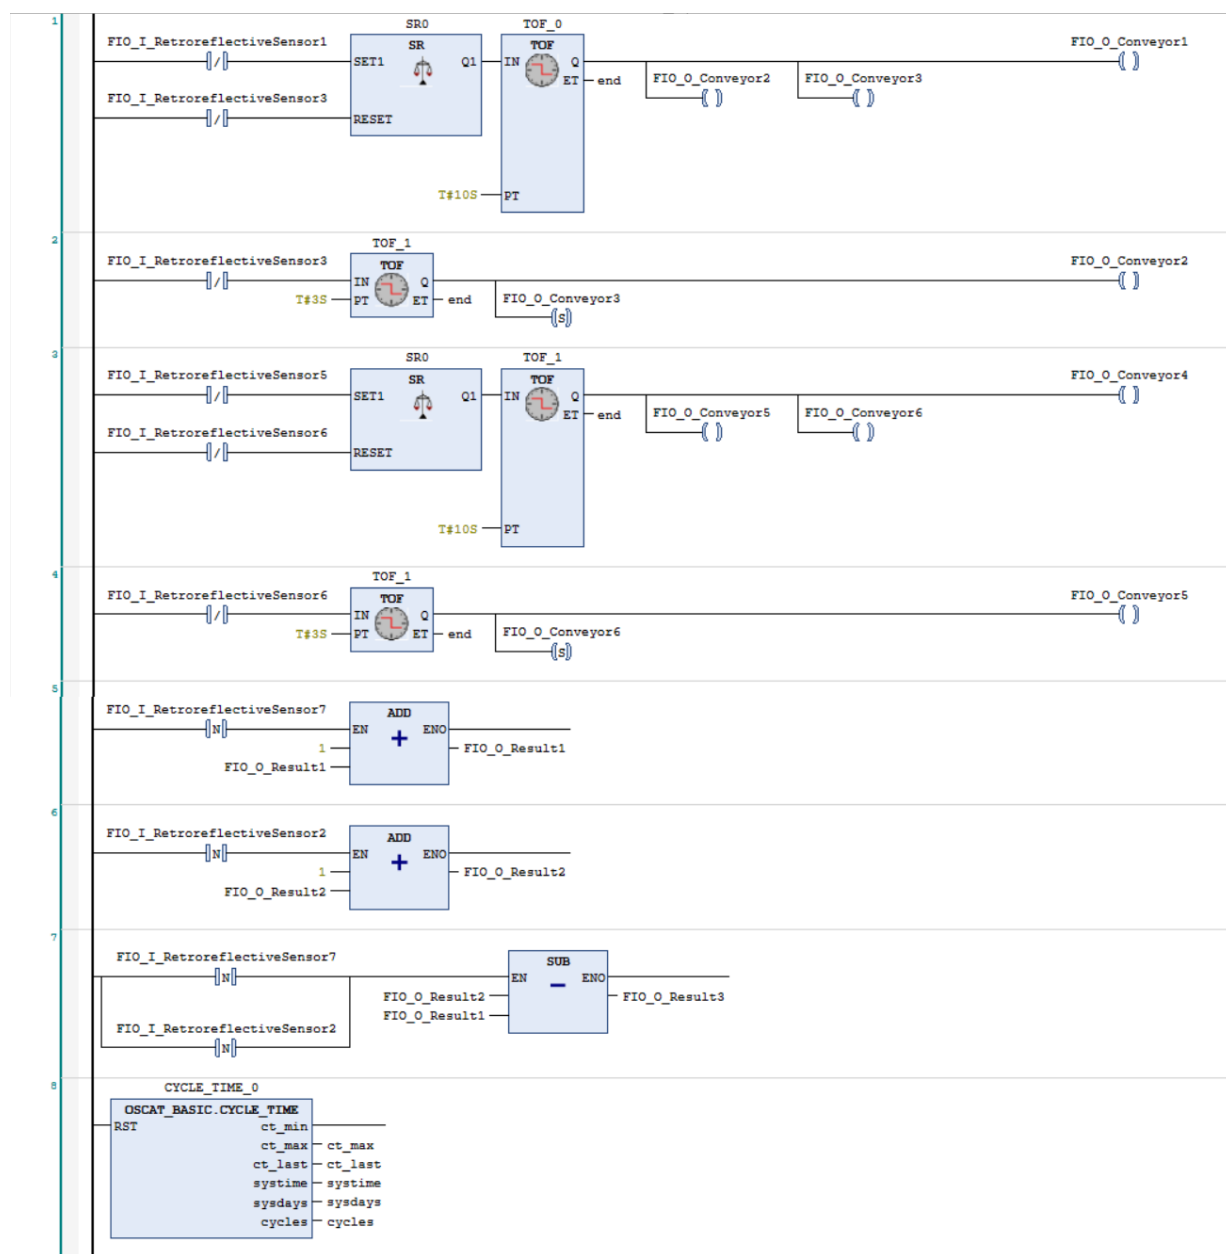 1
SR0
TOF_0
FIO_I_RetroreflectiveSensor1
SR
TOF
FIO_O_Conveyor1
/
SET1
Q1
IN
Q
ET
end
FIO_O_Conveyor2
FIO_O_Conveyor3
FIO_I_RetroreflectiveSensor3
/
RESET
T#10S
PT
2
TOF_1
FIO_I_RetroreflectiveSensor3
TOF
FIO_O_Conveyor2
/
IN
Q
T#3S
PT
ET
end
FIO_O_Conveyor3
S
3
SR0
TOF_1
FIO_I_RetroreflectiveSensor5
SR
TOF
FIO_O_Conveyor4
/
SET1
Q1
IN
Q
ET
end
FIO_O_Conveyor5
FIO_O_Conveyor6
FIO_I_RetroreflectiveSensor6
/
RESET
T#10S
PT
4
TOF_1
FIO_I_RetroreflectiveSensor6
TOF
FIO_O_Conveyor5
/
IN
Q
T#3S
PT
ET
end
FIO_O_Conveyor6
S
5
FIO_I_RetroreflectiveSensor7
ADD
N
EN
ENO
+
1
FIO_O_Result1
FIO_O_Result1
6
FIO_I_RetroreflectiveSensor2
ADD
N
EN
ENO
+
1
FIO_O_Result2
FIO_O_Result2
7
FIO_I_RetroreflectiveSensor7
SUB
N
EN
ENO
-
FIO_O_Result2
FIO_O_Result3
FIO_O_Result1
FIO_I_RetroreflectiveSensor2
N
8
CYCLE_TIME_0
OSCAT_BASIC.CYCLE_TIME
RST
ct_min
ct_max
ct_max
ct_last
ct_last
systime
systime
sysdays
sysdays
cycles
cycles